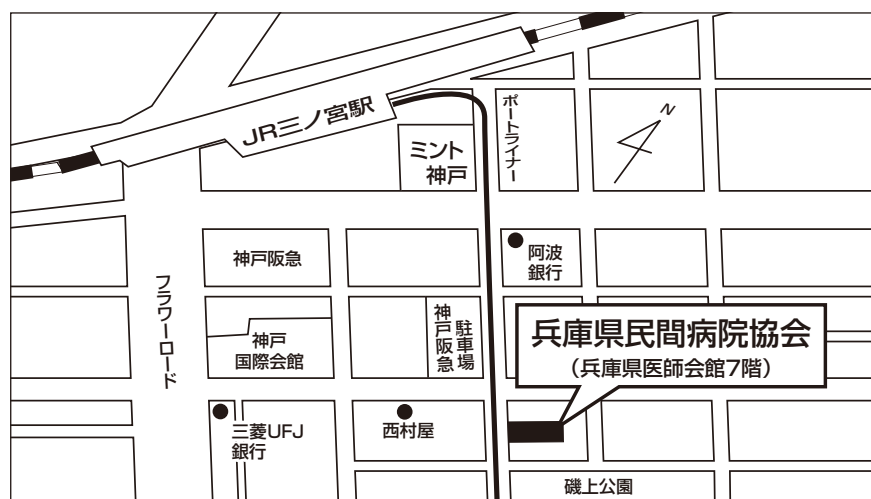 JR三ノ宮駅
ポートライナー
N
ミント
神戸
神戸阪急
阿波
銀行
フラワーロード
神戸
国際会館
神戸阪急
駐車場
兵庫県民間病院協会
（兵庫県医師会館7階）
三菱UFJ
銀行
西村屋
磯上公園